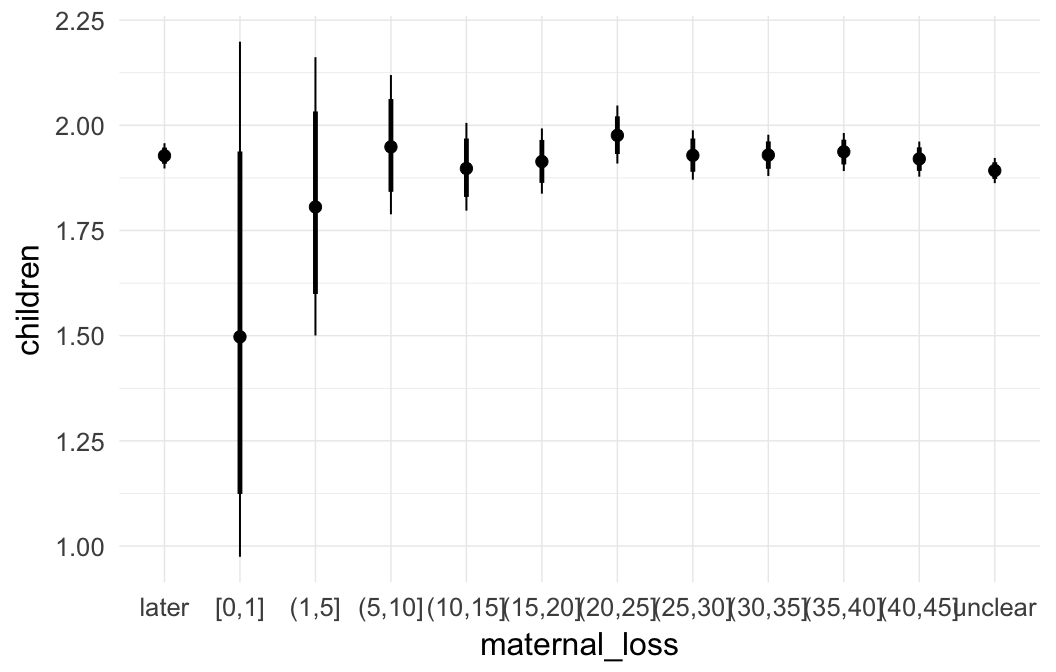 2.25
2.00
1.75
1.50
1.25
1.00
children
later [0,1] (1,5] (5,10] (10,15] (15,20] (20,25] (25,30] (30,35] (35,40] (40,45] unclear
maternal_loss